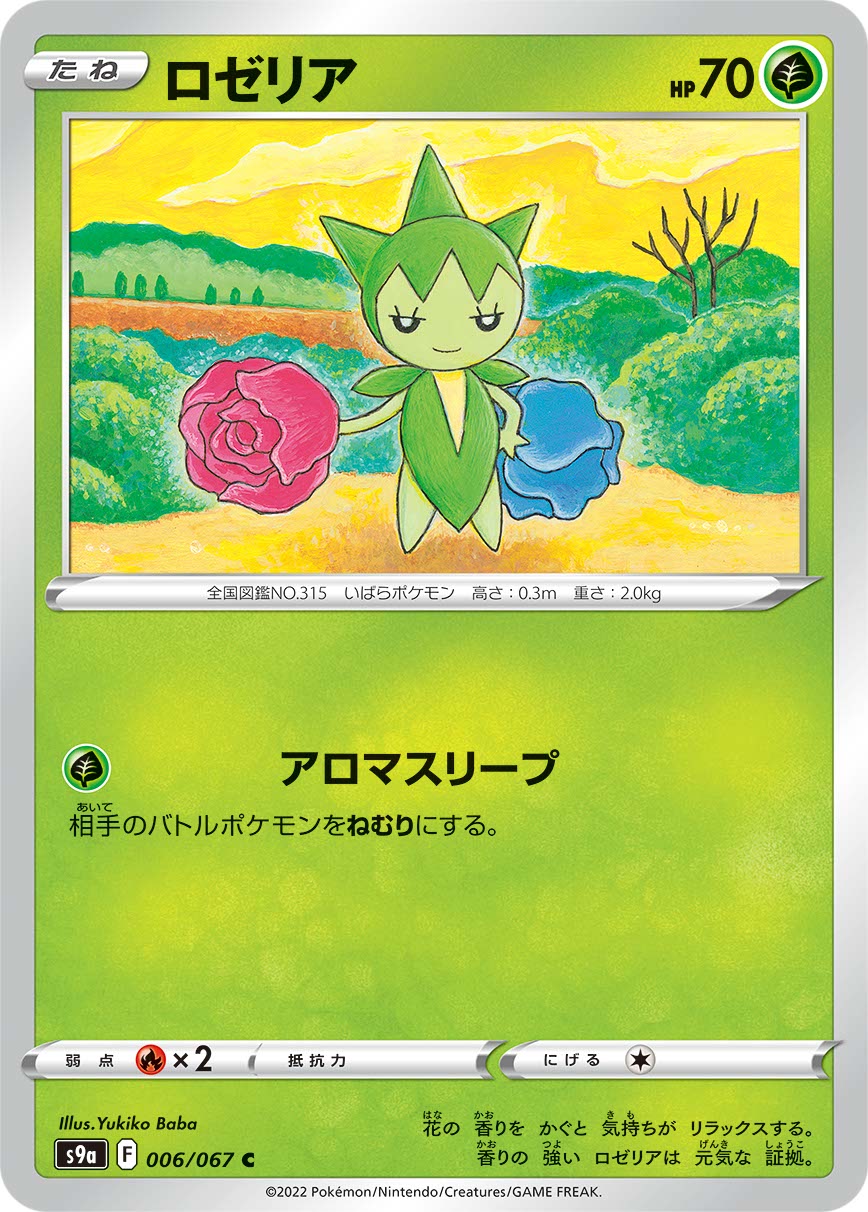 たね ロゼリア HP70
全国図鑑NO.315 いばらポケモン 高さ:0.3m 重さ:2.0kg
アロマスリープ
あいて
相手のバトルポケモンをねむりにする。
弱点 ×2 抵抗力 にげる
Illus.Yukiko Baba
はな かお き も
花の 香りを かぐと 気持ちが リラックスする。
かお つよ げんき しょうこ
香りの 強い ロゼリアは 元気な 証拠。
s9a F 006/067 C
©2022 Pokémon/Nintendo/Creatures/GAME FREAK.